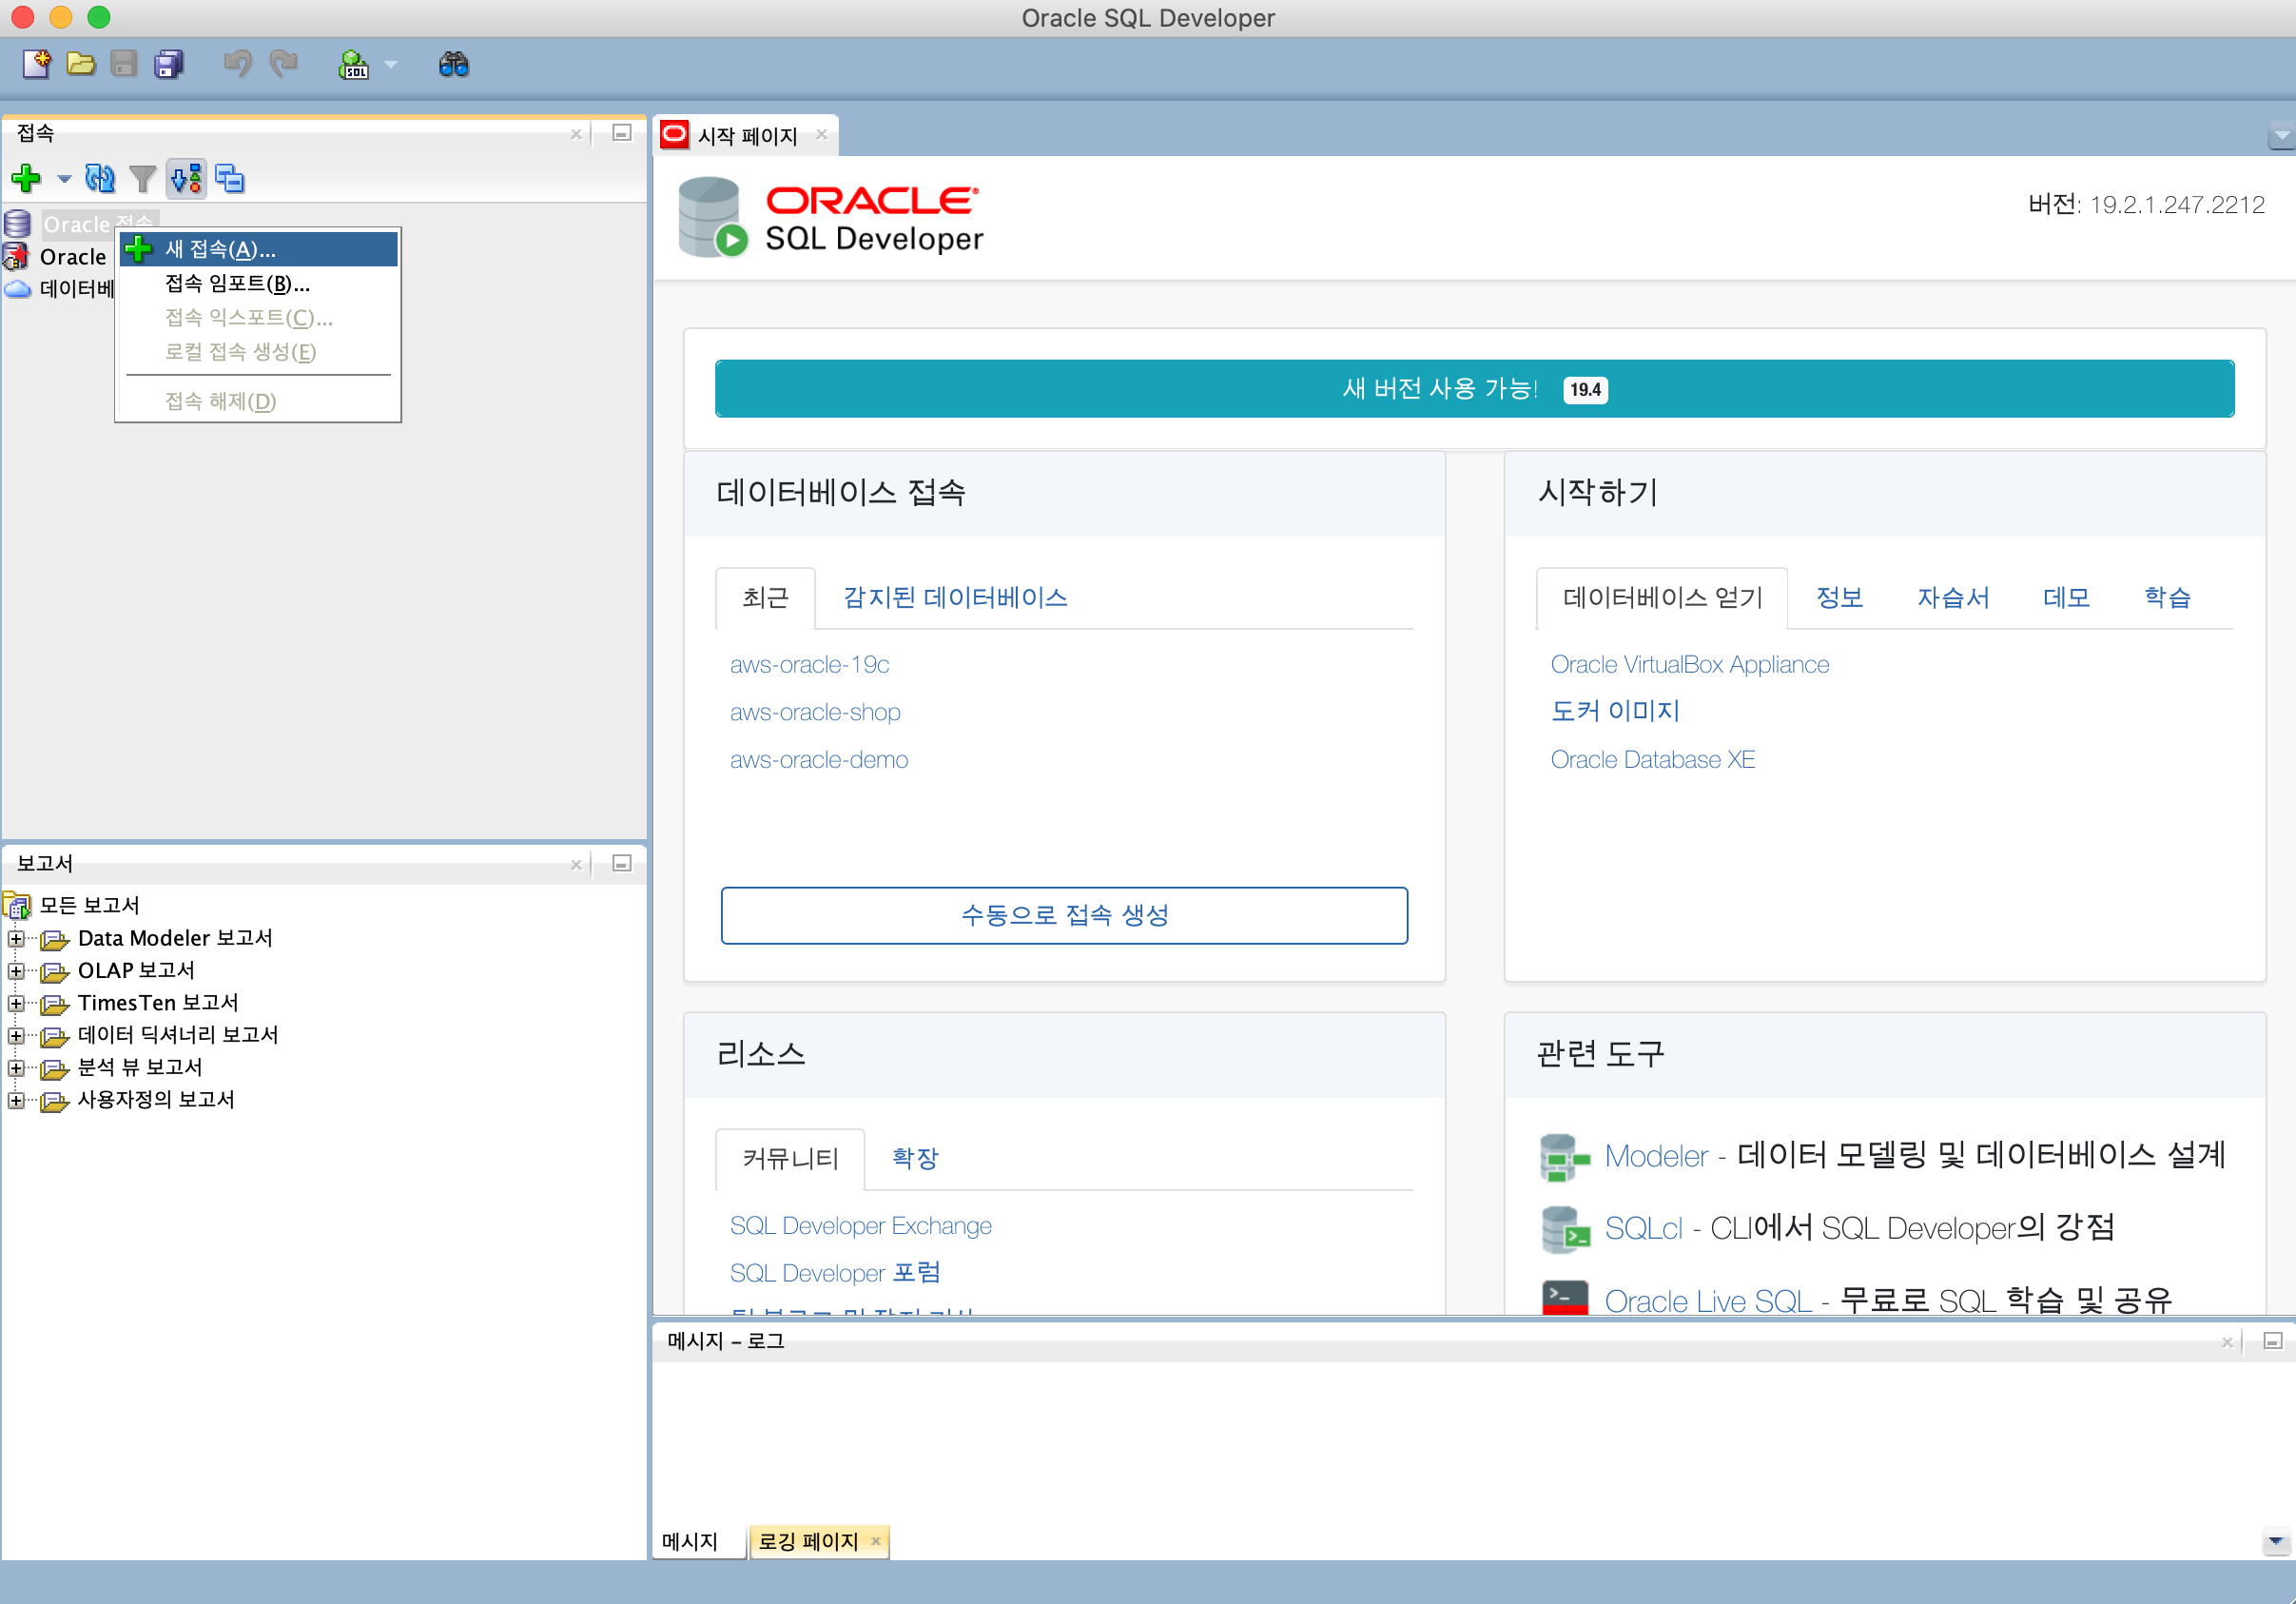 Oracle SQL Developer
SQL
접속
Oracle 접속
Oracle
데이터베
새 접속(A)...
접속 임포트(B)...
접속 익스포트(C)...
로컬 접속 생성(E)
접속 해제(D)
보고서
모든 보고서
Data Modeler 보고서
OLAP 보고서
TimesTen 보고서
데이터 딕셔너리 보고서
분석 뷰 보고서
사용자정의 보고서
시작 페이지
ORACLE
SQL Developer
버전: 19.2.1.247.2212
새 버전 사용 가능! 19.4
데이터베이스 접속
최근 감지된 데이터베이스
aws-oracle-19c
aws-oracle-shop
aws-oracle-demo
수동으로 접속 생성
시작하기
데이터베이스 얻기 정보 자습서 데모 학습
Oracle VirtualBox Appliance
도커 이미지
Oracle Database XE
리소스
커뮤니티 확장
SQL Developer Exchange
SQL Developer 포럼
관련 도구
Modeler - 데이터 모델링 및 데이터베이스 설계
SQLcl - CLI에서 SQL Developer의 강점
Oracle Live SQL - 무료로 SQL 학습 및 공유
메시지 - 로그
메시지 로깅 페이지